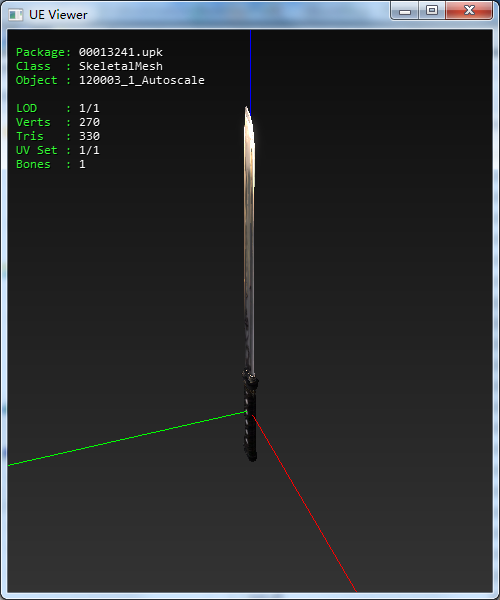 UE Viewer
Package: 00013241.upk
Class  : SkeletalMesh
Object : 120003_1_Autoscale
LOD    : 1/1
Verts  : 270
Tris   : 330
UV Set : 1/1
Bones  : 1